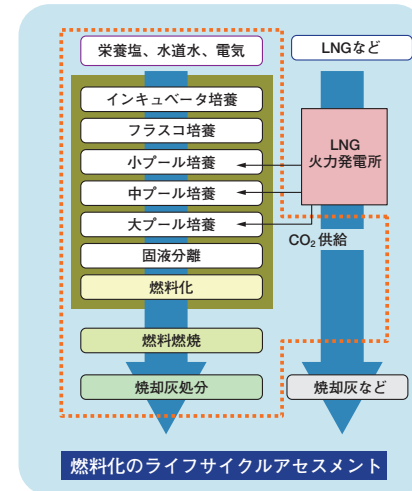 栄養塩、水道水、電気
LNGなど
インキュベータ培養
フラスコ培養
小プール培養
中プール培養
大プール培養
固液分離
燃料化
LNG
火力発電所
CO₂供給
燃料燃焼
焼却灰処分
焼却灰など
燃料化のライフサイクルアセスメント